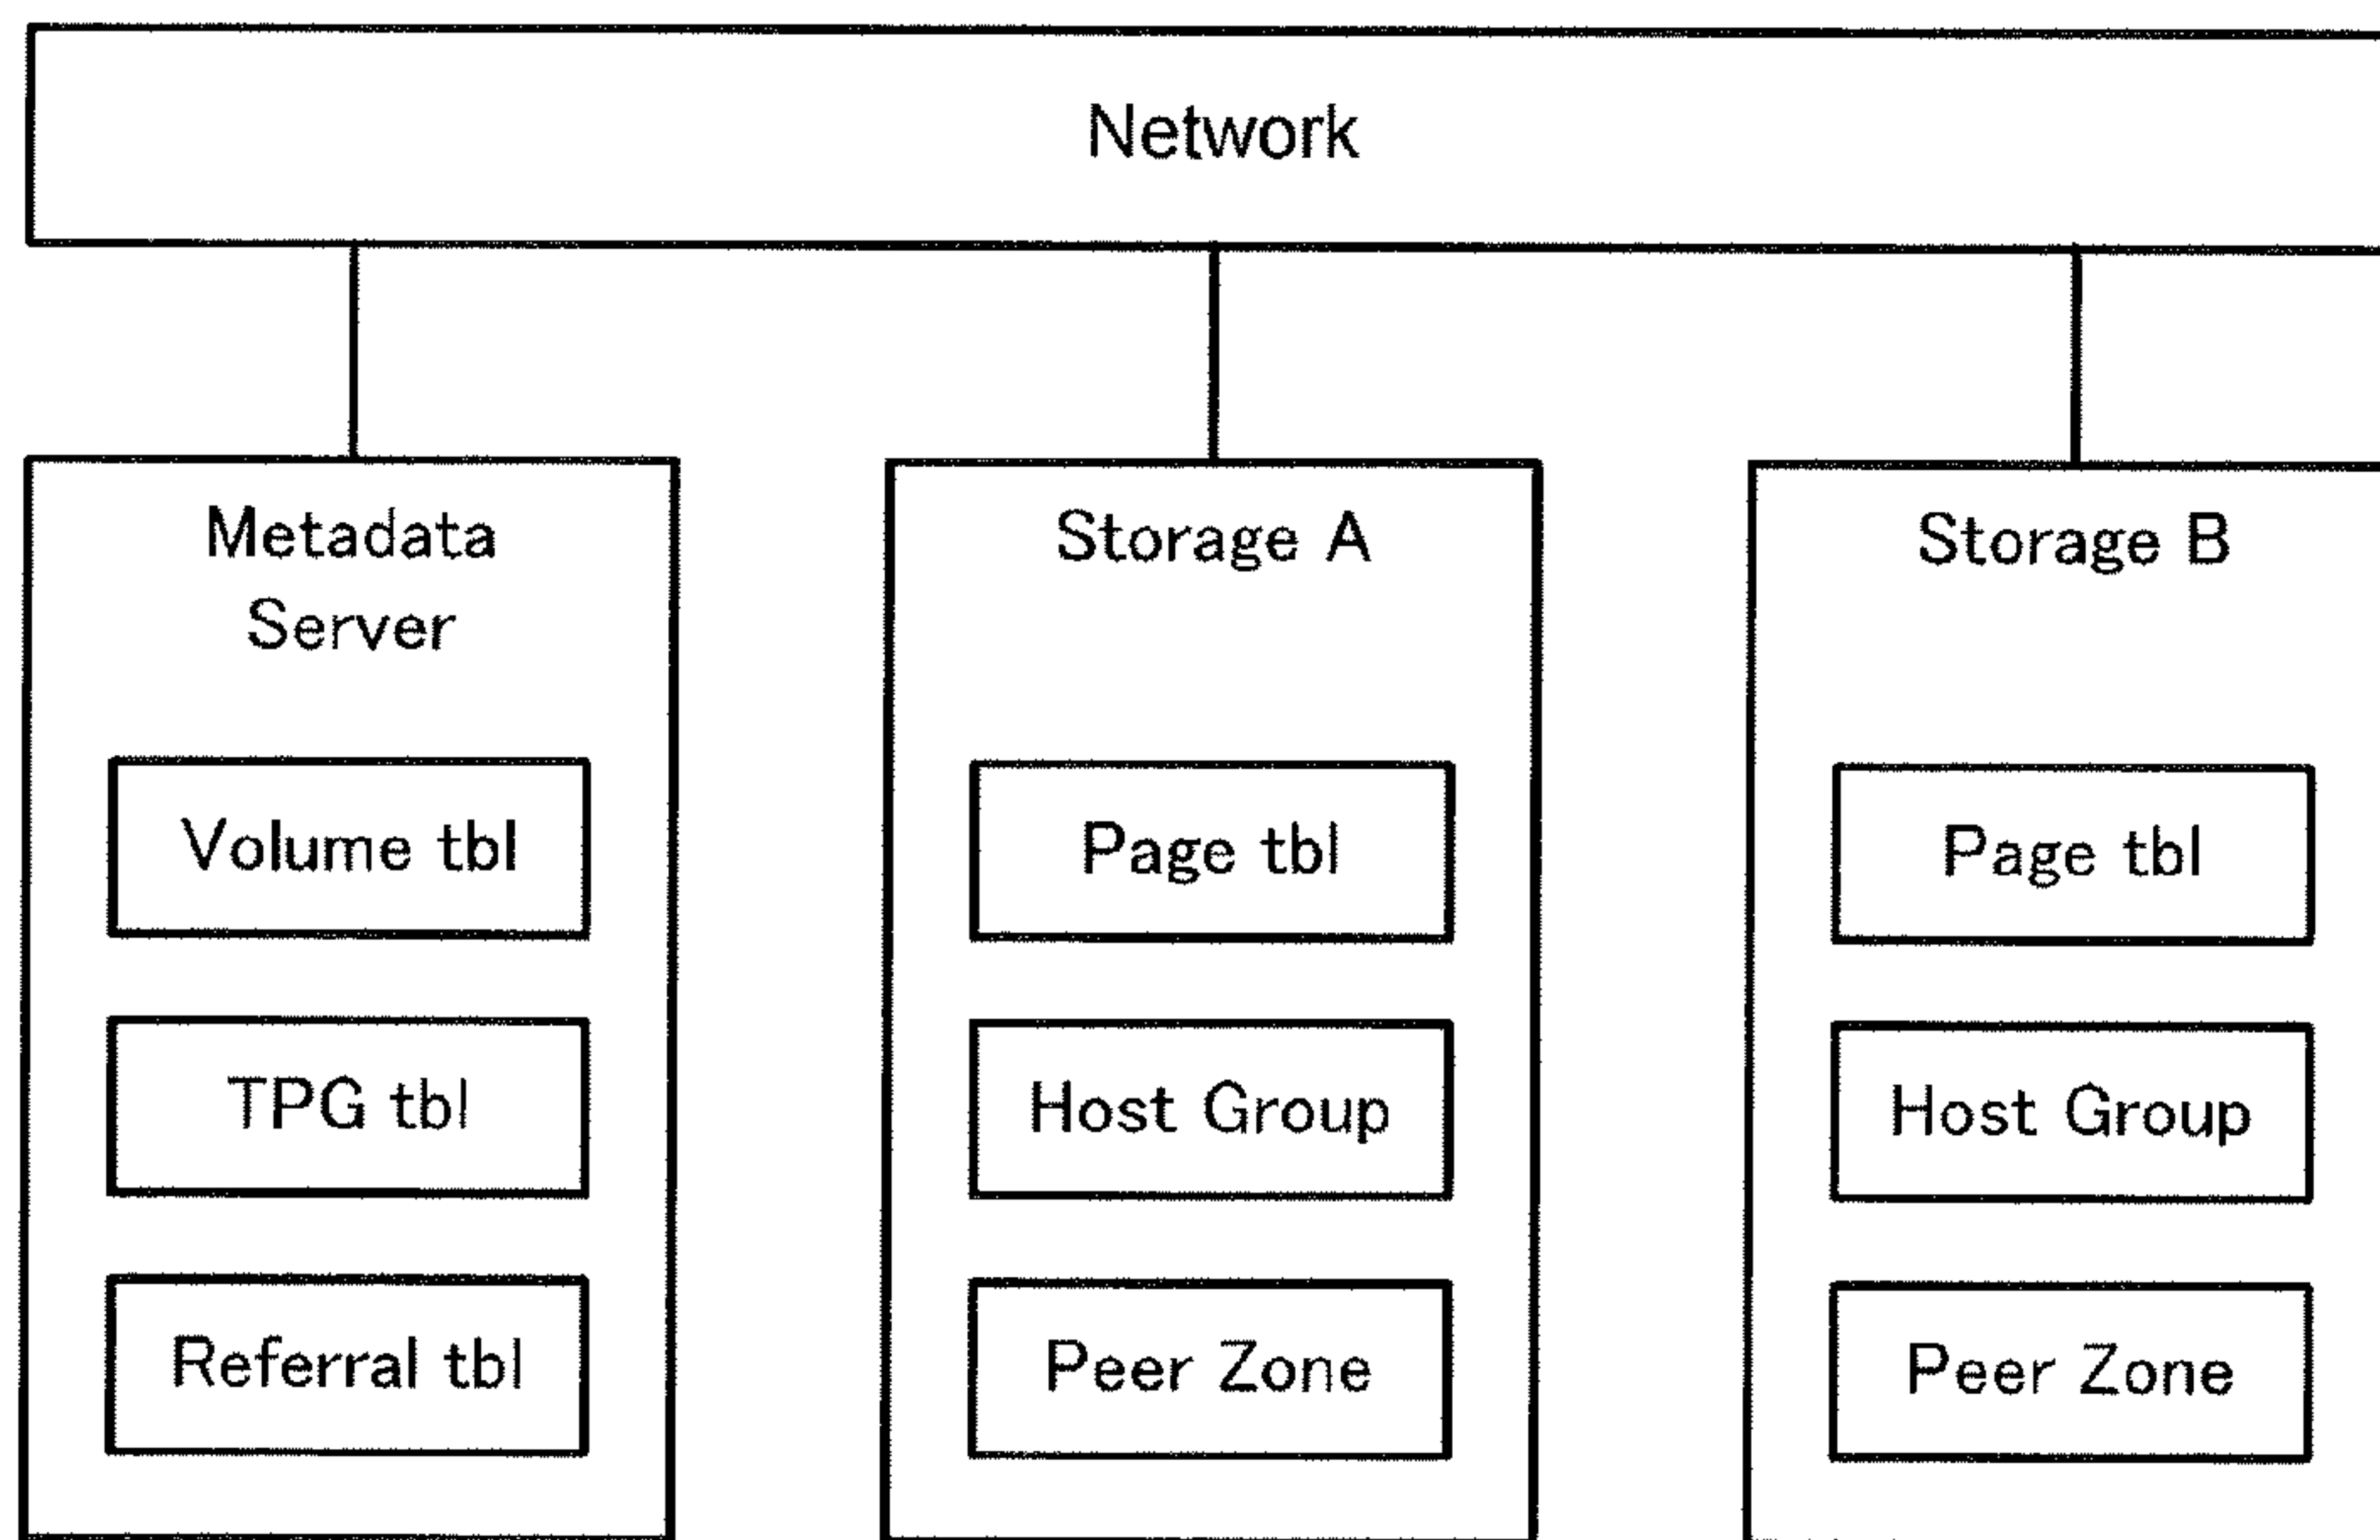 Network
Metadata
Server
Volume tbl
TPG tbl
Referral tbl
Storage A
Page tbl
Host Group
Peer Zone
Storage B
Page tbl
Host Group
Peer Zone